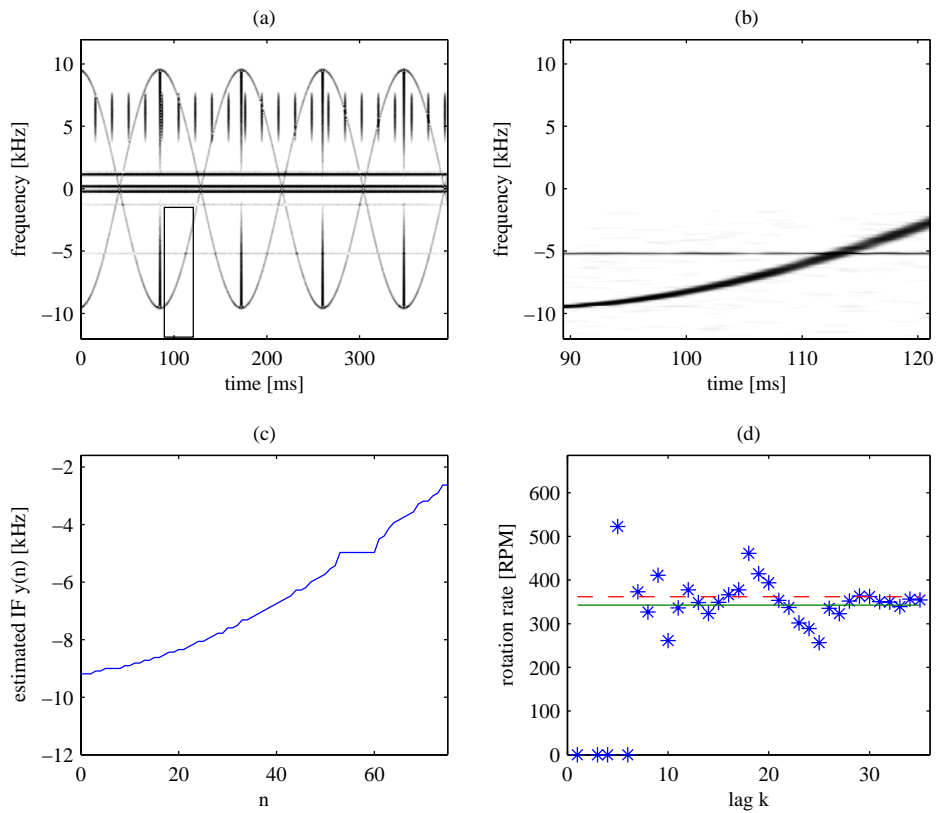 (a)
10
5
0
−5
−10
frequency [kHz]
0 100 200 300
time [ms]
(b)
10
5
0
−5
−10
frequency [kHz]
90 100 110 120
time [ms]
(c)
−2
−4
−6
−8
−10
−12
estimated IF y(n) [kHz]
0 20 40 60
n
(d)
600
500
400
300
200
100
0
rotation rate [RPM]
0 10 20 30
lag k